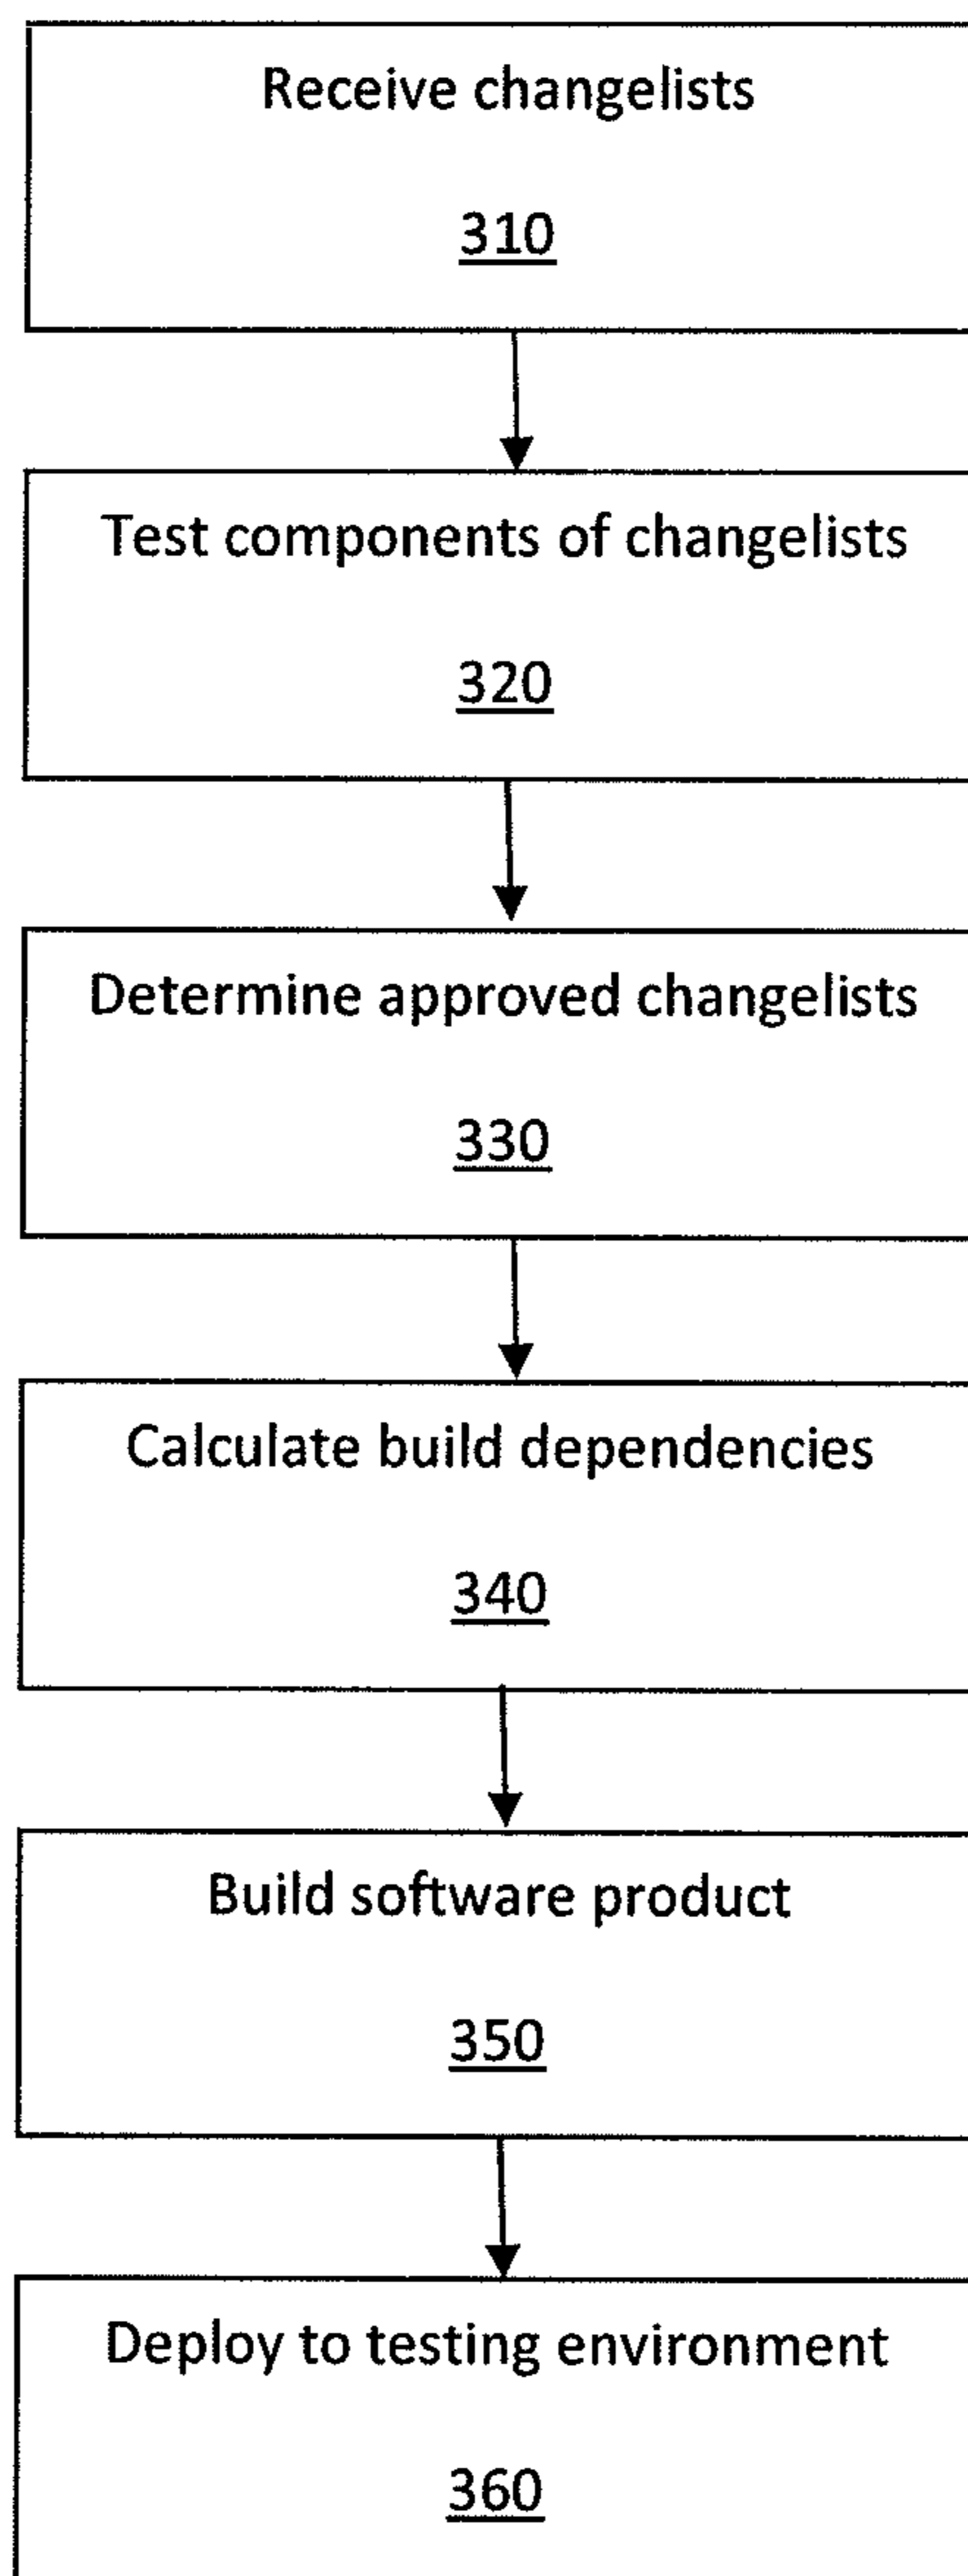 Receive changelists
310
Test components of changelists
320
Determine approved changelists
330
Calculate build dependencies
340
Build software product
350
Deploy to testing environment
360